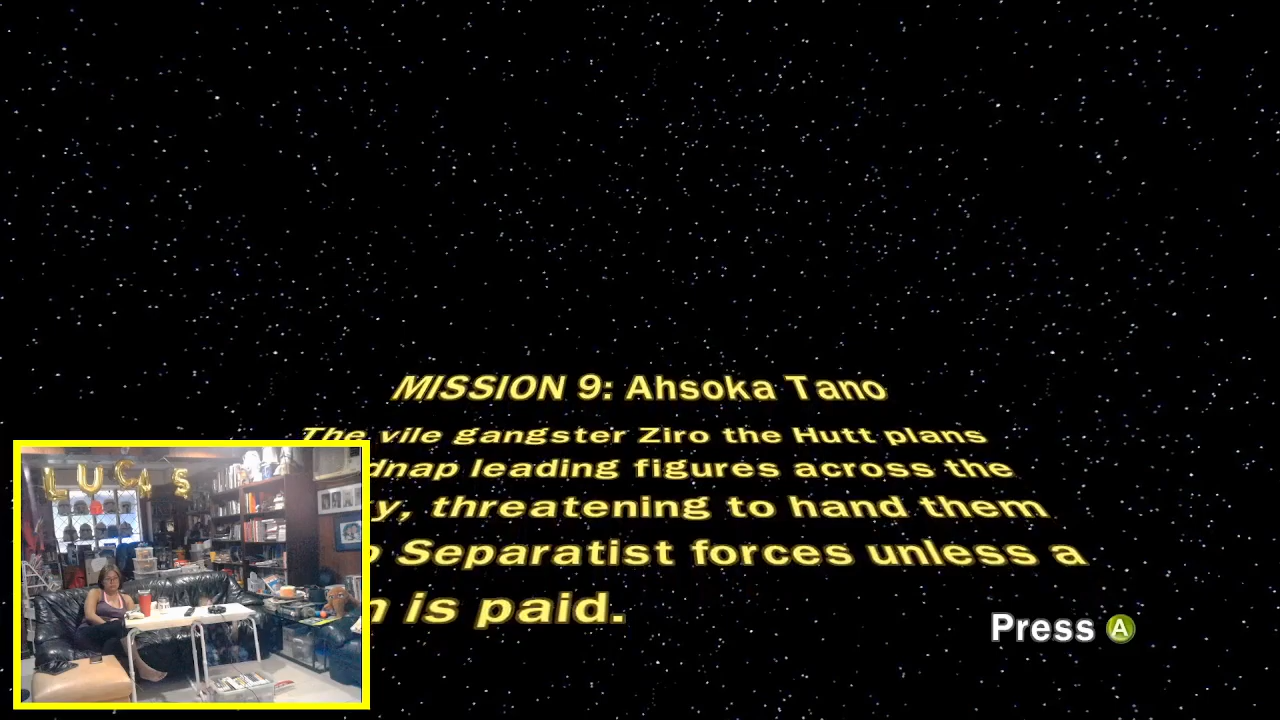 MISSION 9: Ahsoka Tano
The vile gangster Ziro the Hutt plans
leading figures across the
threatening to hand them
Separatist forces unless a
is paid.
Press A
LUCAS